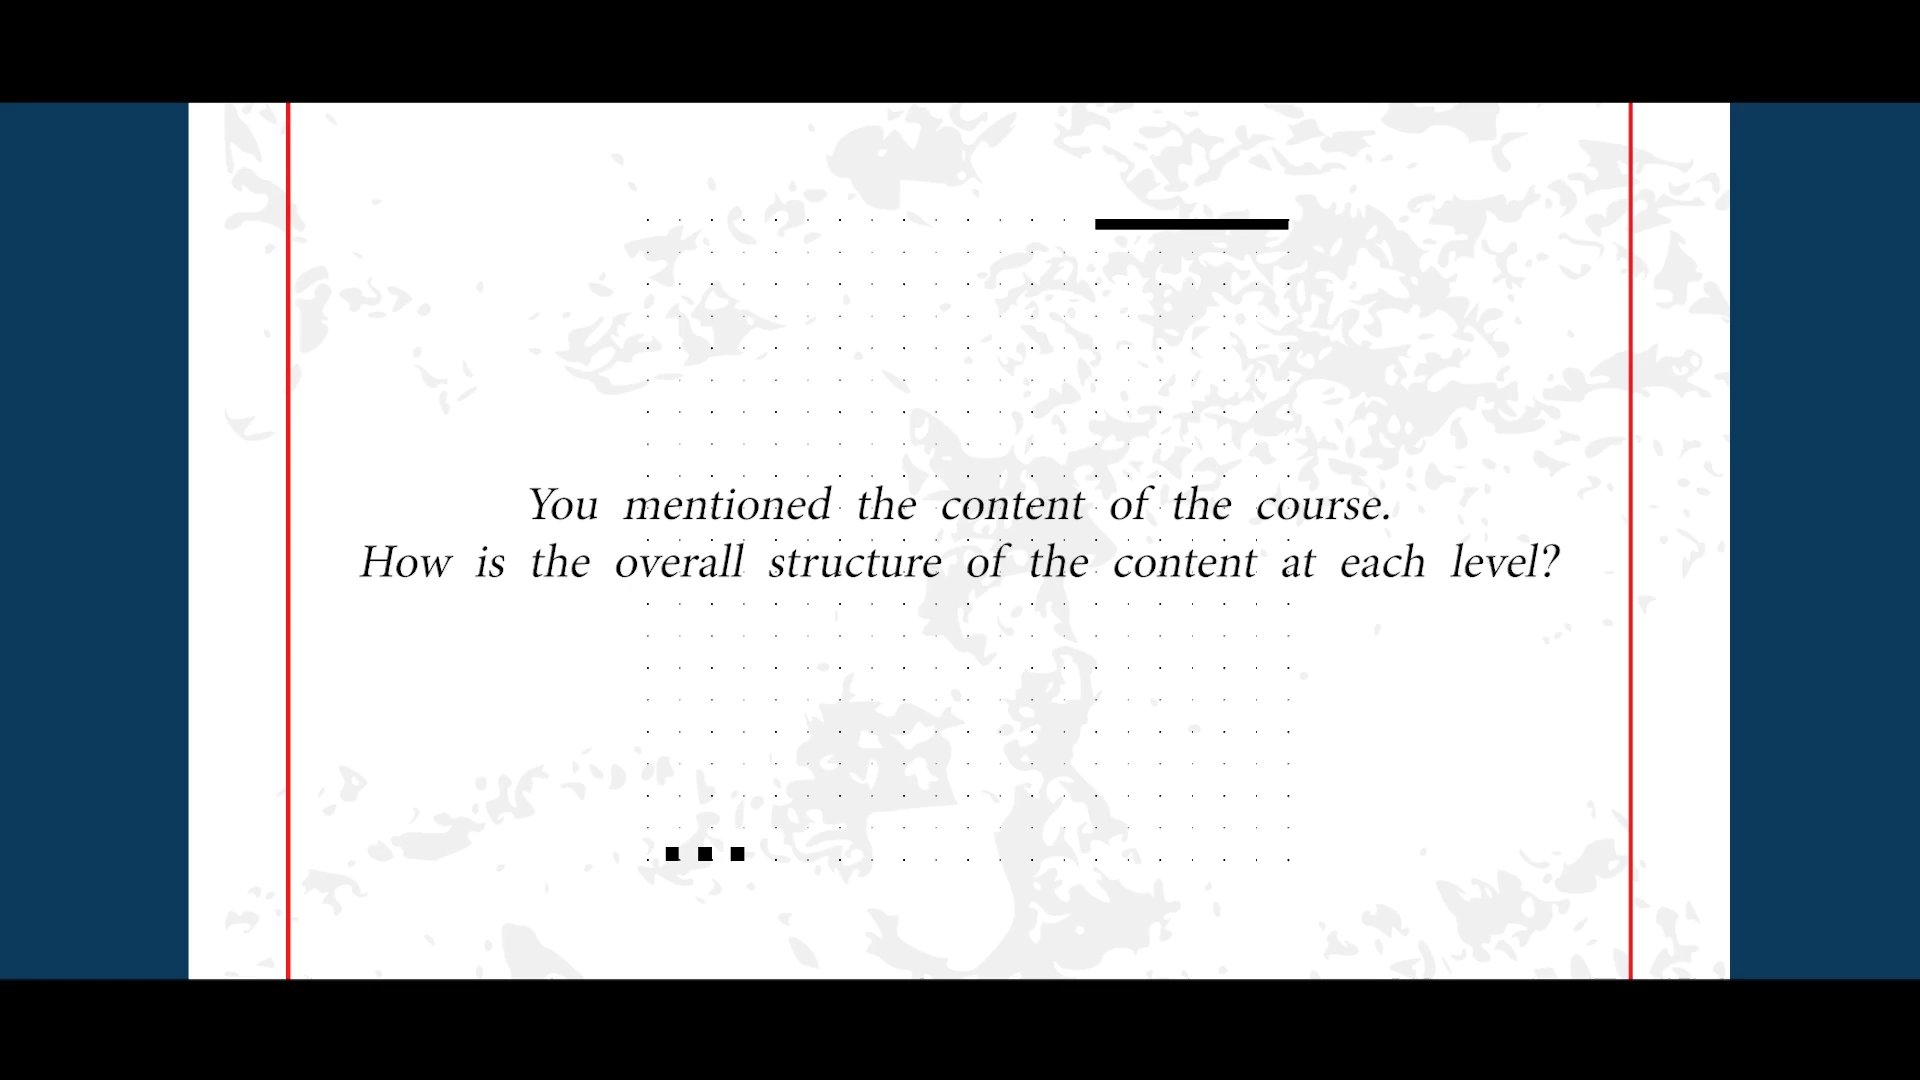 You mentioned the content of the course.
How is the overall structure of the content at each level?